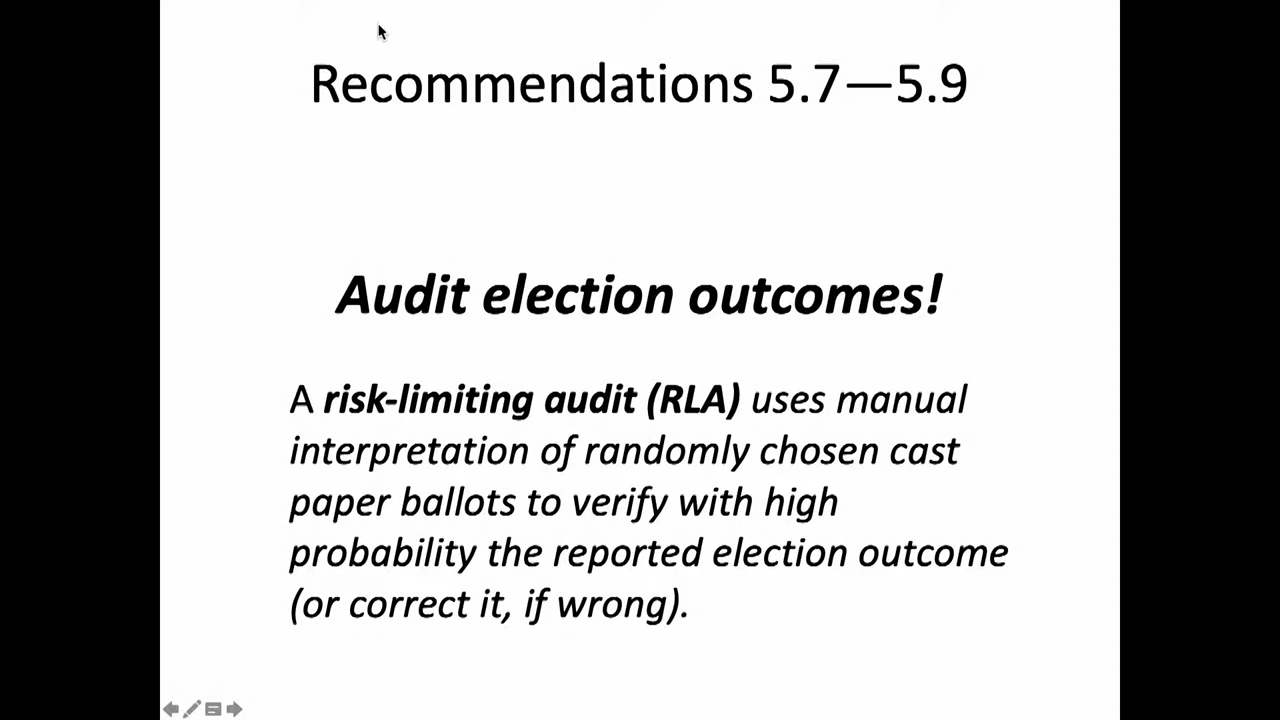 Recommendations 5.7—5.9
Audit election outcomes!
A risk-limiting audit (RLA) uses manual
interpretation of randomly chosen cast
paper ballots to verify with high
probability the reported election outcome
(or correct it, if wrong).